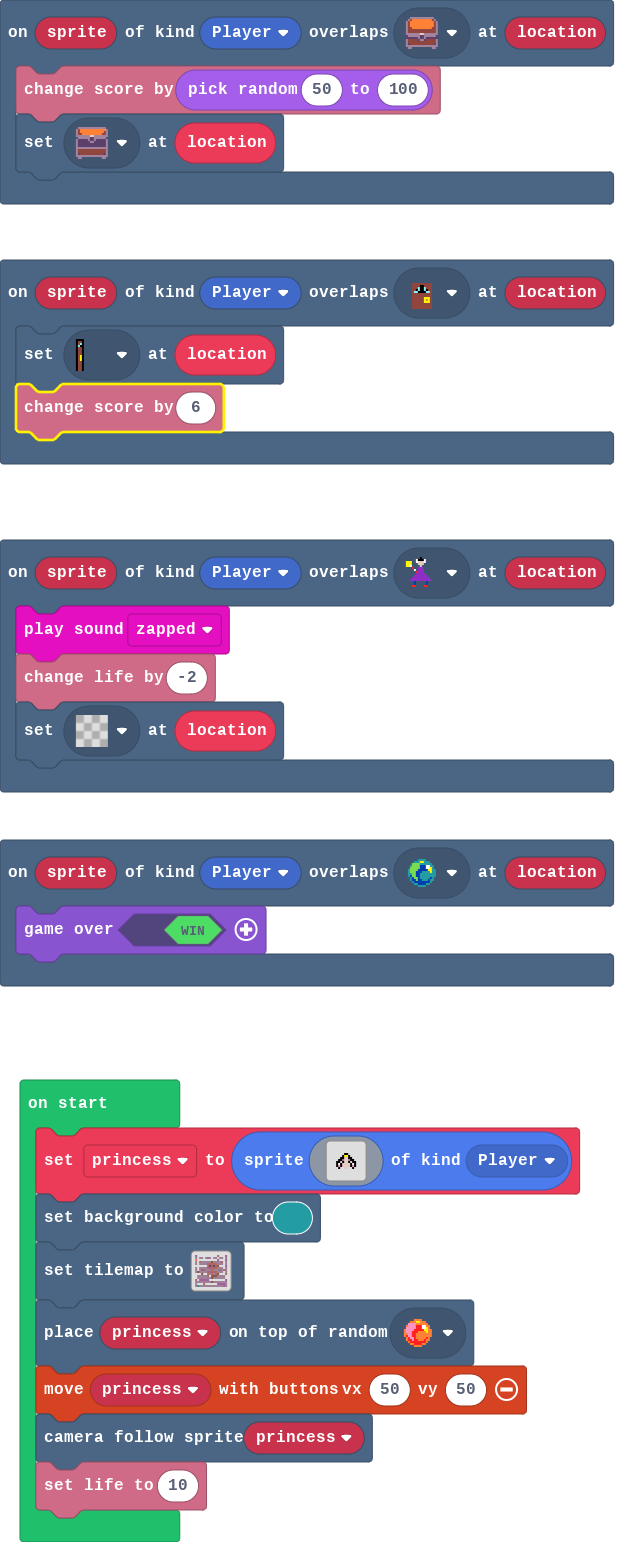 on sprite of kind Player overlaps at location
change score by pick random 50 to 100
set at location
on sprite of kind Player overlaps at location
set at location
change score by 6
on sprite of kind Player overlaps at location
play sound zapped
change life by -2
set at location
on sprite of kind Player overlaps at location
game over WIN
on start
set princess to sprite of kind Player
set background color to
set tilemap to
place princess on top of random
move princess with buttons vx 50 vy 50
camera follow sprite princess
set life to 10